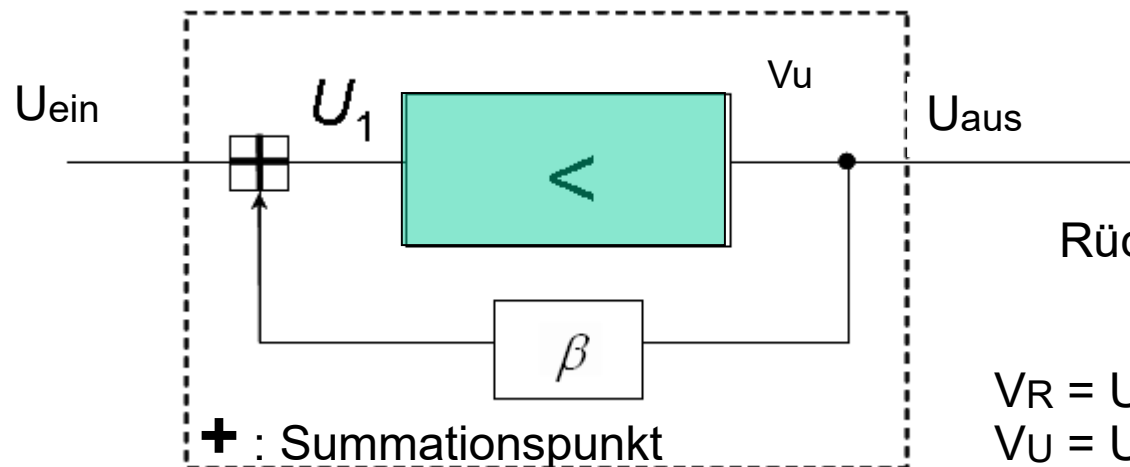 Vu
Uein
U1
Uaus
<
Rüc
β
VR = U
+ : Summationspunkt
VU = U